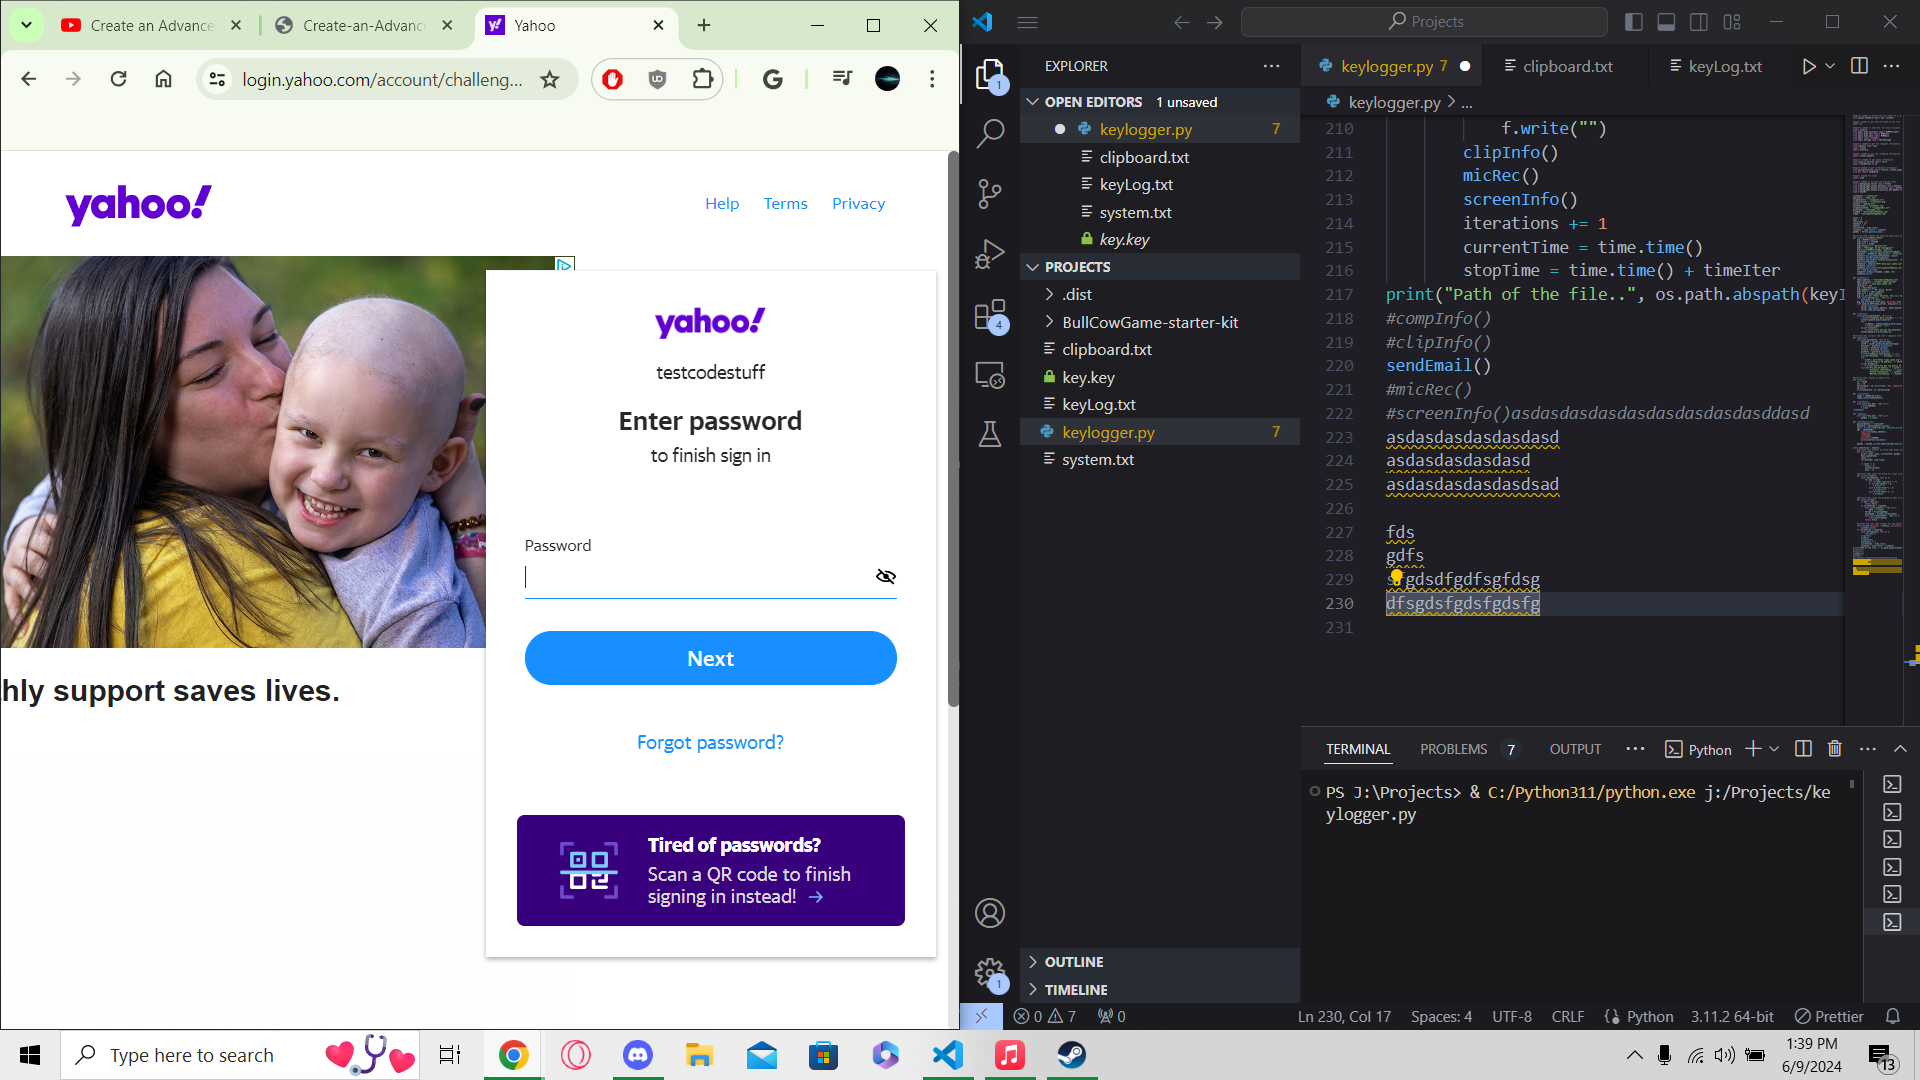 Create an Advance
Create-an-Advanc
Yahoo
login.yahoo.com/account/challeng...
yahoo!
Help Terms Privacy
yahoo!
testcodestuff
Enter password
to finish sign in
Password
Next
Forgot password?
Tired of passwords?
Scan a QR code to finish
signing in instead! →
hly support saves lives.
Projects
EXPLORER
OPEN EDITORS 1 unsaved
keylogger.py 7
clipboard.txt
keyLog.txt
system.txt
key.key
PROJECTS
.dist
BullCowGame-starter-kit
clipboard.txt
key.key
keyLog.txt
keylogger.py 7
system.txt
OUTLINE
TIMELINE
keylogger.py 7 clipboard.txt keyLog.txt
keylogger.py > ...
210 f.write("")
211 clipInfo()
212 micRec()
213 screenInfo()
214 iterations += 1
215 currentTime = time.time()
216 stopTime = time.time() + timeIter
217 print("Path of the file..", os.path.abspath(keyI
218 #compInfo()
219 #clipInfo()
220 sendEmail()
221 #micRec()
222 #screenInfo()asdasdasdasdasdasdasdasdasddasd
223 asdasdasdasdasdasd
224 asdasdasdasdasd
225 asdasdasdasdasdsad
226
227 fds
228 gdfs
229 sfgdsdfgdfsgfdsg
230 dfsgdsfgdsfgdsfg
231
TERMINAL PROBLEMS 7 OUTPUT Python
PS J:\Projects> & C:/Python311/python.exe j:/Projects/ke
ylogger.py
0 7 0 Ln 230, Col 17 Spaces: 4 UTF-8 CRLF Python 3.11.2 64-bit Prettier
Type here to search
1:39 PM
6/9/2024
13